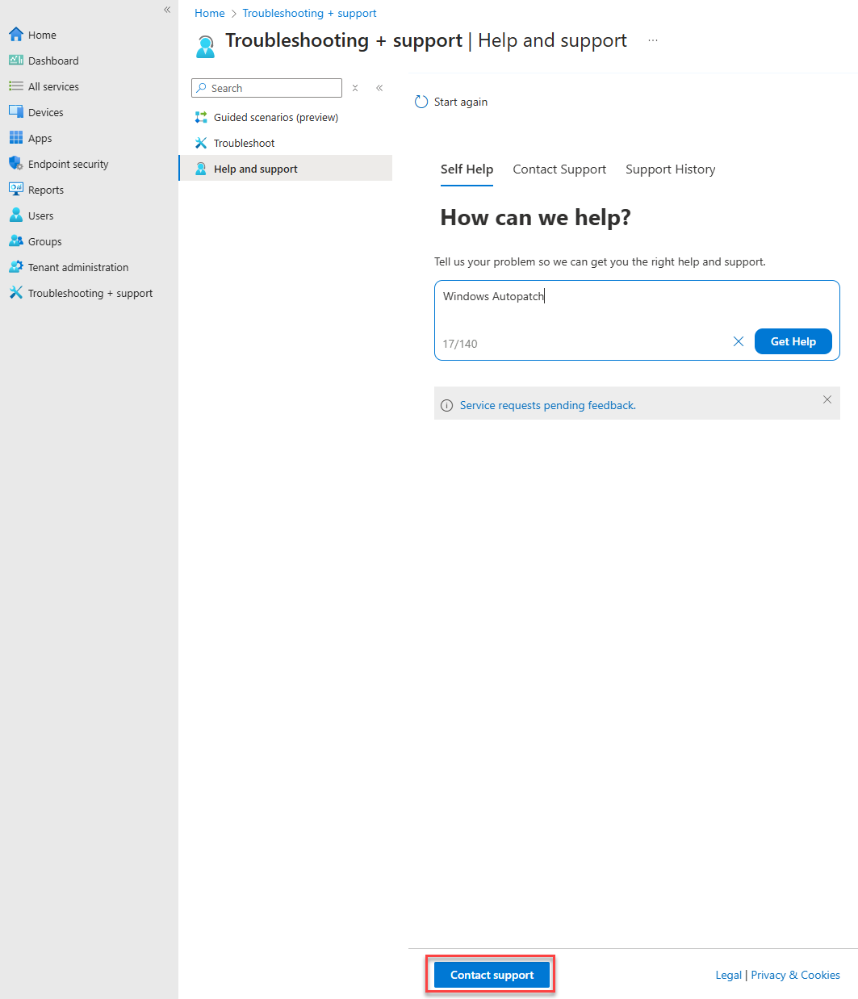 Home
Dashboard
All services
Devices
Apps
Endpoint security
Reports
Users
Groups
Tenant administration
Troubleshooting + support
Home > Troubleshooting + support
Troubleshooting + support | Help and support ...
Search
Guided scenarios (preview)
Troubleshoot
Help and support
Start again
Self Help Contact Support Support History
How can we help?
Tell us your problem so we can get you the right help and support.
Windows Autopatch
17/140
Get Help
Service requests pending feedback.
Contact support
Legal | Privacy & Cookies